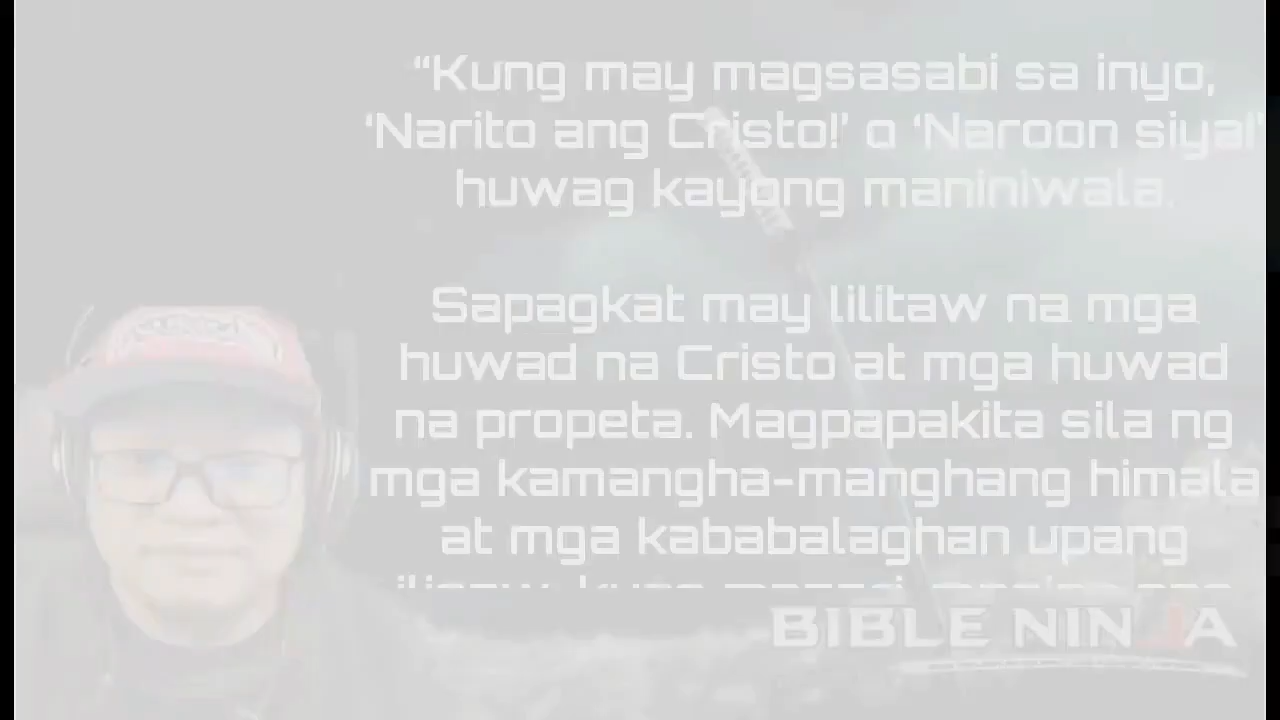 “Kung may magsasabi sa inyo,
‘Narito ang Cristo!’ o ‘Naroon siya!’
huwag kayong maniniwala.
Sapagkat may lilitaw na mga
huwad na Cristo at mga huwad
na propeta. Magpapakita sila ng
mga kamangha-manghang himala
at mga kababalaghan upang
BIBLE NINJA